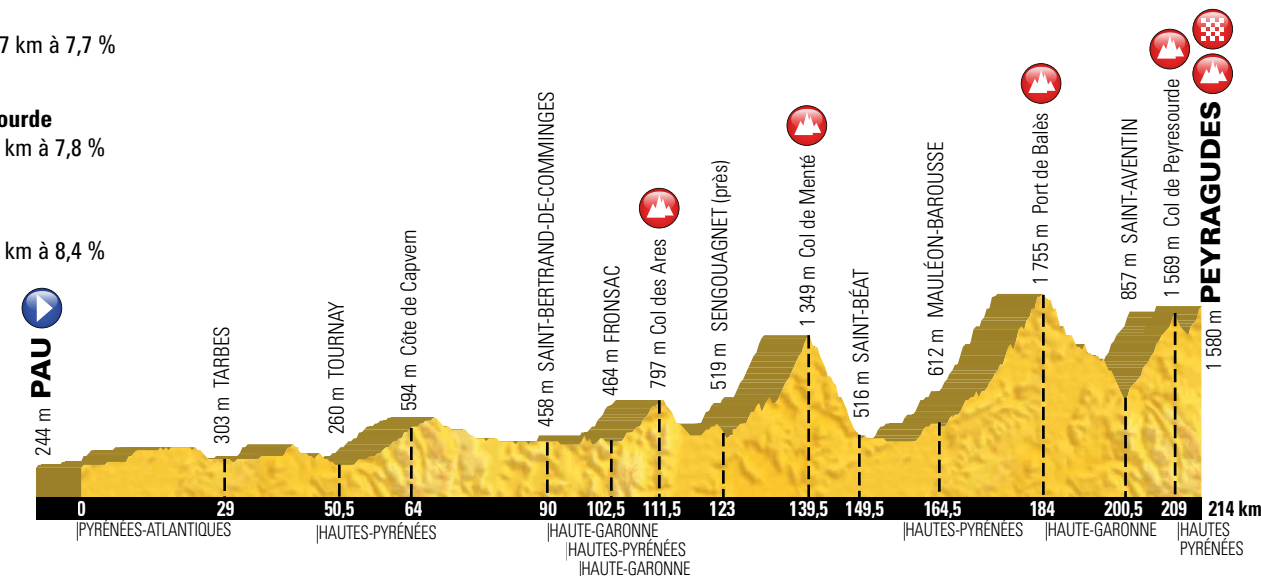 7 km à 7,7 %
ourde
km à 7,8 %
km à 8,4 %
244 m PAU
303 m TARBES
260 m TOURNAY
594 m Côte de Capvern
458 m SAINT-BERTRAND-DE-COMMINGES
464 m FRONSAC
797 m Col des Ares
519 m SENGOUAGNET (près)
1 349 m Col de Menté
516 m SAINT-BÉAT
612 m MAULÉON-BAROUSSE
1 755 m Port de Balès
857 m SAINT-AVENTIN
1 569 m Col de Peyresourde
1 580 m PEYRAGUDES
0 29 50,5 64 90 102,5 111,5 123 139,5 149,5 164,5 184 200,5 209 214 km
PYRÉNÉES-ATLANTIQUES
HAUTES-PYRÉNÉES
HAUTE-GARONNE
HAUTES-PYRÉNÉES
HAUTE-GARONNE
HAUTES-PYRÉNÉES
HAUTE-GARONNE
HAUTES
PYRÉNÉES